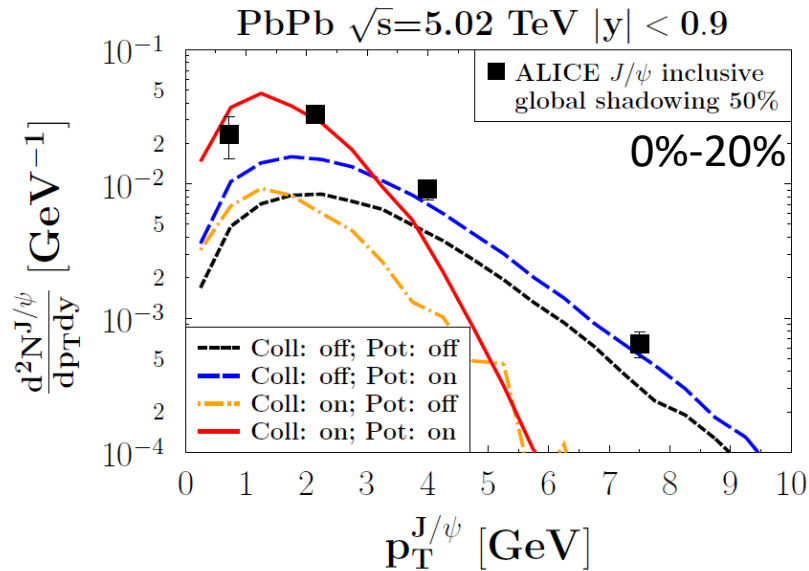 PbPb √s=5.02 TeV |y| < 0.9
ALICE J/ψ inclusive
global shadowing 50%
0%-20%
d²N^{J/ψ}/dp_Tdy [GeV⁻¹]
10⁻¹
5
2
10⁻²
5
2
10⁻³
5
2
10⁻⁴
Coll: off; Pot: off
Coll: off; Pot: on
Coll: on; Pot: off
Coll: on; Pot: on
0 1 2 3 4 5 6 7 8 9 10
p_T^{J/ψ} [GeV]